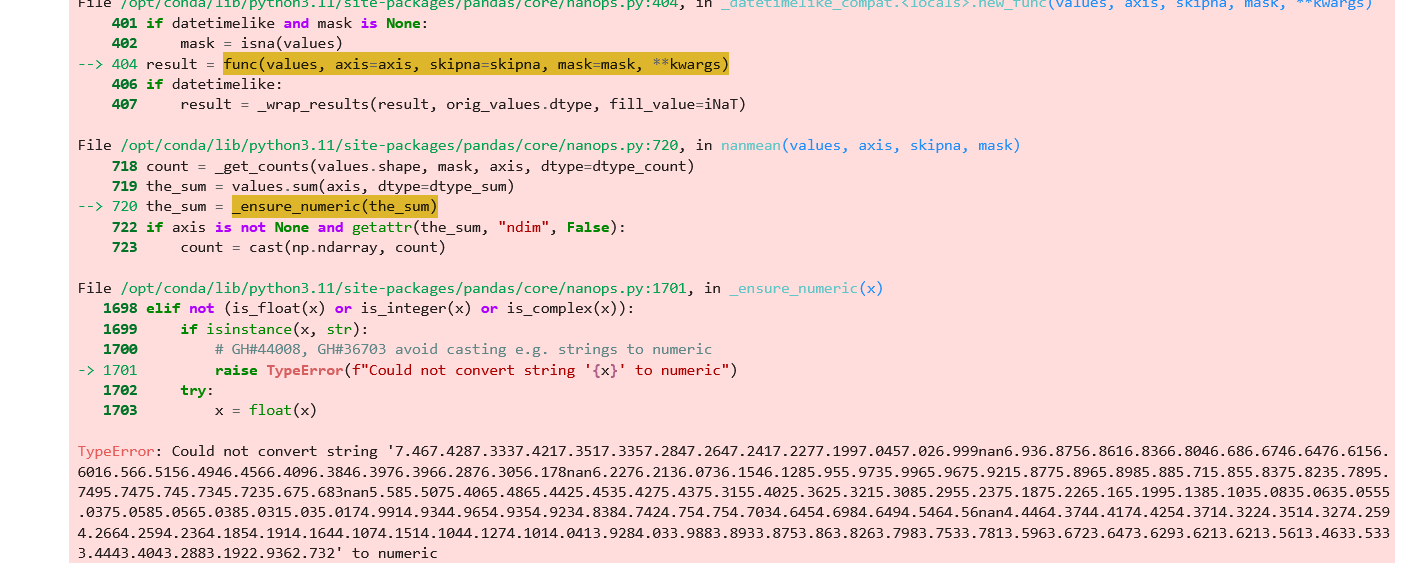 File /opt/conda/lib/python3.11/site-packages/pandas/core/nanops.py:404, in _datetimelike_compat.<locals>.new_func(values, axis, skipna, mask, **kwargs)
401 if datetimelike and mask is None:
402     mask = isna(values)
--> 404 result = func(values, axis=axis, skipna=skipna, mask=mask, **kwargs)
406 if datetimelike:
407     result = _wrap_results(result, orig_values.dtype, fill_value=iNaT)
File /opt/conda/lib/python3.11/site-packages/pandas/core/nanops.py:720, in nanmean(values, axis, skipna, mask)
718 count = _get_counts(values.shape, mask, axis, dtype=dtype_count)
719 the_sum = values.sum(axis, dtype=dtype_sum)
--> 720 the_sum = _ensure_numeric(the_sum)
722 if axis is not None and getattr(the_sum, "ndim", False):
723     count = cast(np.ndarray, count)
File /opt/conda/lib/python3.11/site-packages/pandas/core/nanops.py:1701, in _ensure_numeric(x)
1698 elif not (is_float(x) or is_integer(x) or is_complex(x)):
1699     if isinstance(x, str):
1700         # GH#44008, GH#36703 avoid casting e.g. strings to numeric
-> 1701         raise TypeError(f"Could not convert string '{x}' to numeric")
1702     try:
1703         x = float(x)
TypeError: Could not convert string '7.467.4287.3337.4217.3517.3357.2847.2647.2417.2277.1997.0457.026.999nan6.936.8756.8616.8366.8046.686.6746.6476.6156.
6016.566.5156.4946.4566.4096.3846.3976.3966.2876.3056.178nan6.2276.2136.0736.1546.1285.955.9735.9965.9675.9215.8775.8965.8985.885.715.855.8375.8235.7895.
7495.7475.745.7345.7235.675.683nan5.585.5075.4065.4865.4425.4535.4275.4375.3155.4025.3625.3215.3085.2955.2375.1875.2265.165.1995.1385.1035.0835.0635.0555
.0375.0585.0565.0385.0315.035.0174.9914.9344.9654.9354.9234.8384.7424.754.754.7034.6454.6984.6494.5464.56nan4.4464.3744.4174.4254.3714.3224.3514.3274.259
4.2664.2594.2364.1854.1914.1644.1074.1514.1044.1274.1014.0413.9284.033.9883.8933.8753.863.8263.7983.7533.7813.5963.6723.6473.6293.6213.6213.5613.4633.533
3.4443.4043.2883.1922.9362.732' to numeric